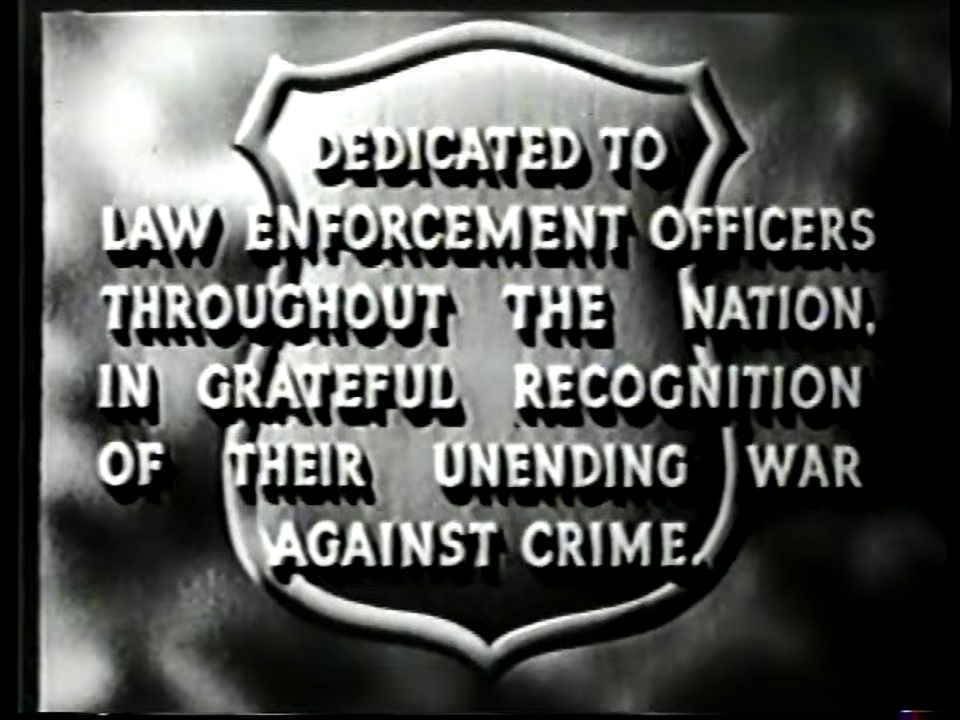 DEDICATED TO
LAW ENFORCEMENT OFFICERS
THROUGHOUT THE NATION,
IN GRATEFUL RECOGNITION
OF THEIR UNENDING WAR
AGAINST CRIME.